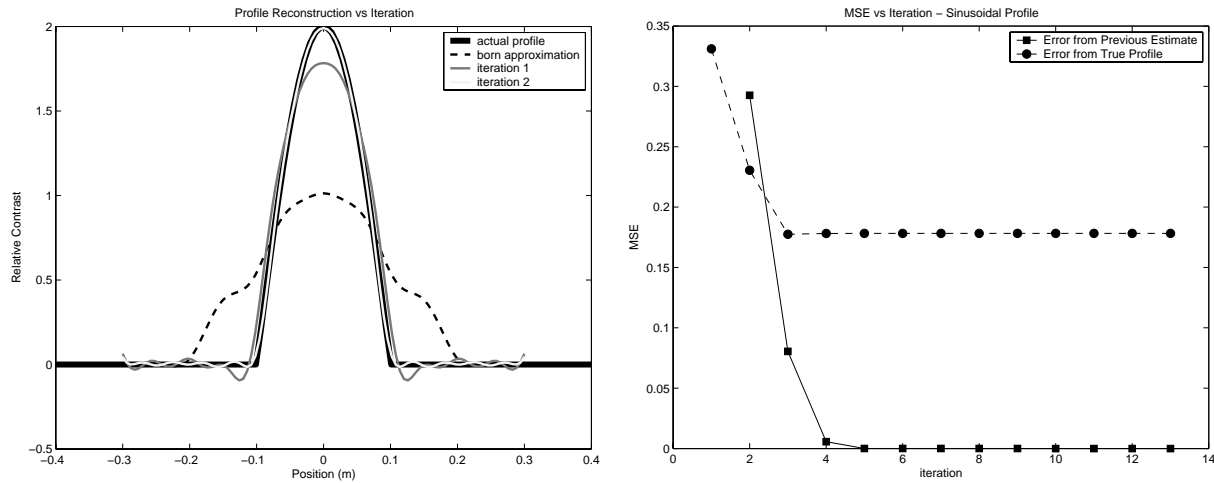 Profile Reconstruction vs Iteration
2
1.5
1
0.5
0
−0.5
−0.4
−0.3
−0.2
−0.1
0
0.1
0.2
0.3
0.4
Relative Contrast
Position (m)
actual profile
born approximation
iteration 1
iteration 2
MSE vs Iteration − Sinusoidal Profile
0.35
0.3
0.25
0.2
0.15
0.1
0.05
0
0
2
4
6
8
10
12
14
MSE
iteration
Error from Previous Estimate
Error from True Profile